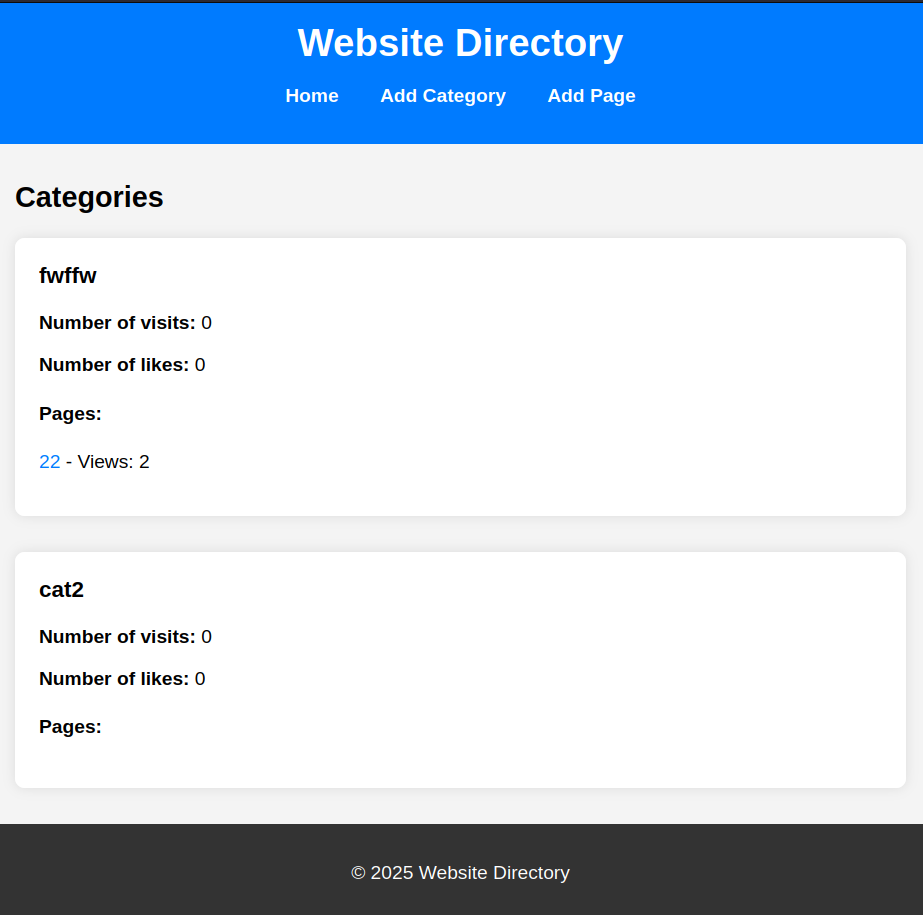 Website Directory
Home Add Category Add Page
Categories
fwffw
Number of visits: 0
Number of likes: 0
Pages:
22 - Views: 2
cat2
Number of visits: 0
Number of likes: 0
Pages:
© 2025 Website Directory